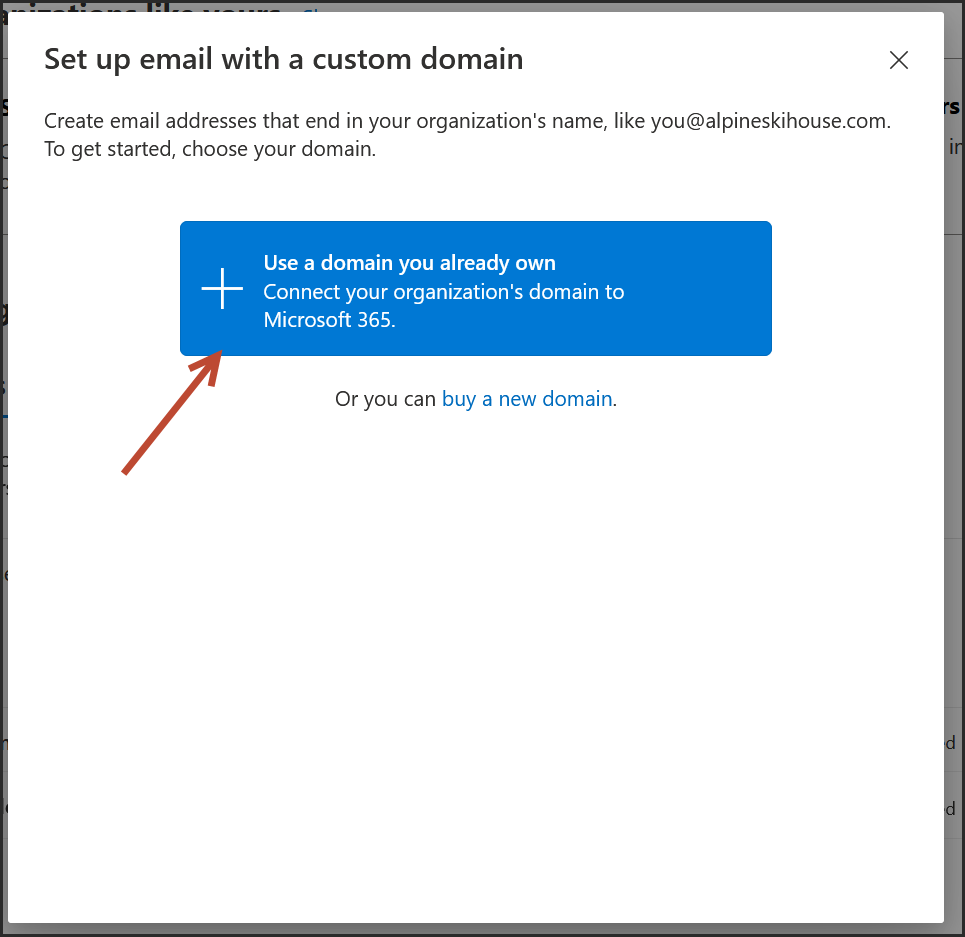 Set up email with a custom domain
Create email addresses that end in your organization's name, like you@alpineskihouse.com.
To get started, choose your domain.
Use a domain you already own
Connect your organization's domain to
Microsoft 365.
Or you can buy a new domain.